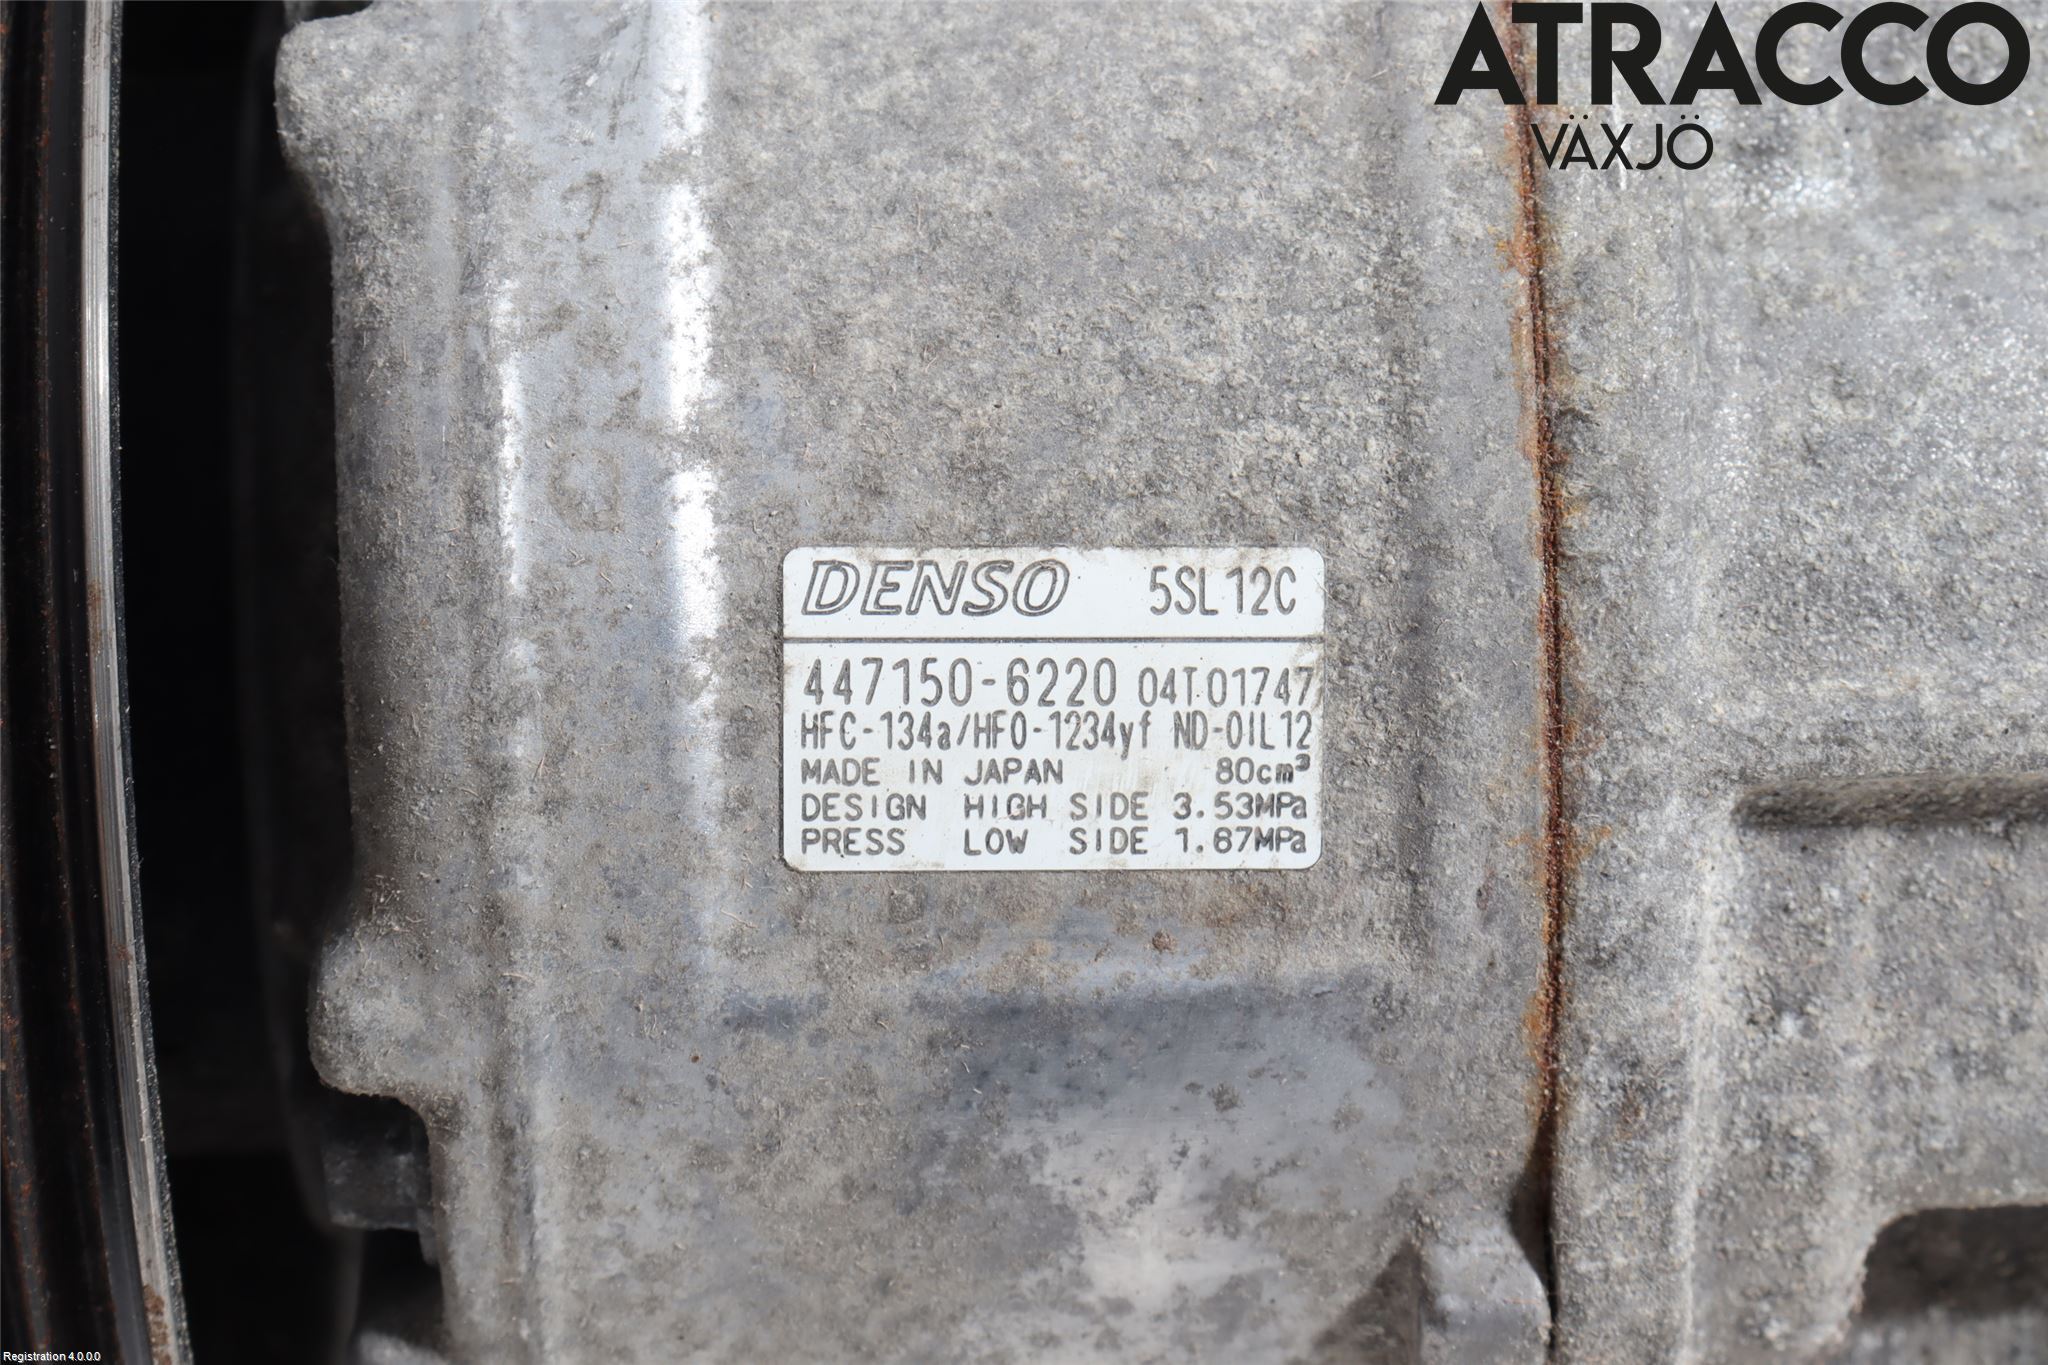 ATRACCO
VÄXJÖ
DENSO 5SL12C
447150-6220 04T01747
HFC-134a/HFO-1234yf ND-OIL12
MADE IN JAPAN 80cm³
DESIGN HIGH SIDE 3.53MPa
PRESS LOW SIDE 1.67MPa
Registration 4.0.0.0